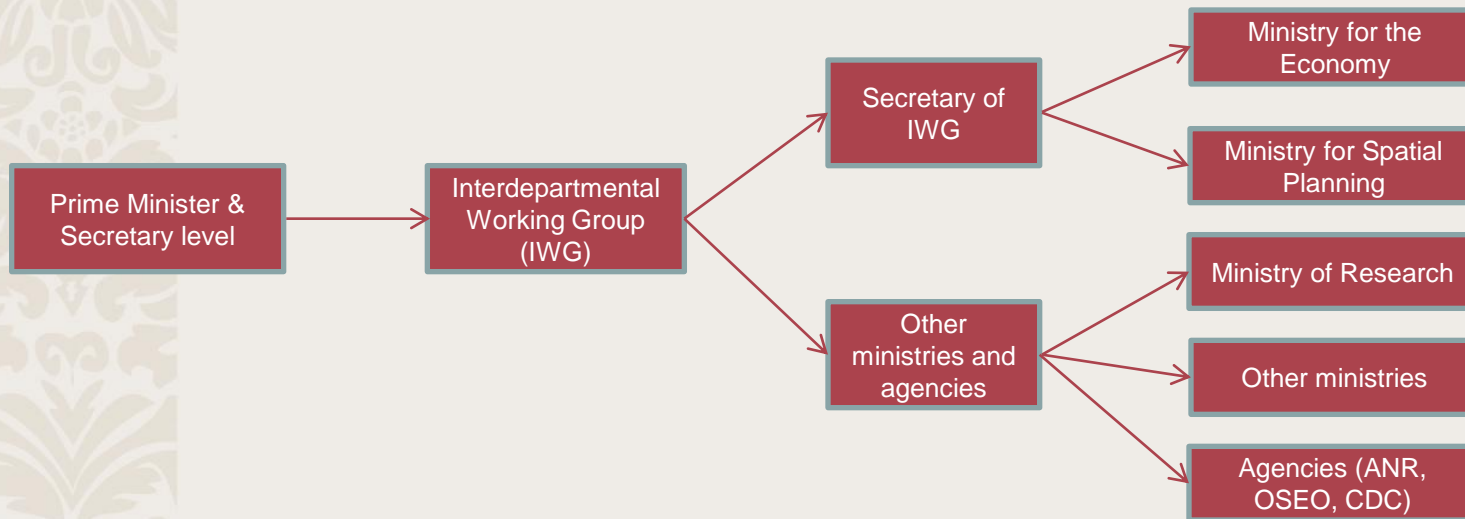 Prime Minister &
Secretary level
Interdepartmental
Working Group
(IWG)
Secretary of
IWG
Other
ministries and
agencies
Ministry for the
Economy
Ministry for Spatial
Planning
Ministry of Research
Other ministries
Agencies (ANR,
OSEO, CDC)